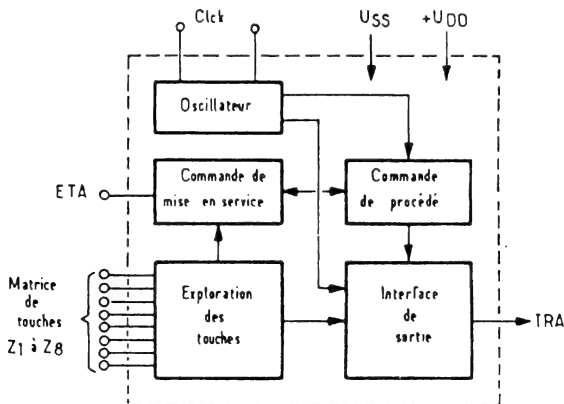 Clck
USS
+UDD
Oscillateur
ETA
Commande de
mise en service
Commande
de procédé
Matrice
de
touches
Z1 à Z8
Exploration
des
touches
Interface
de
sortie
IRA